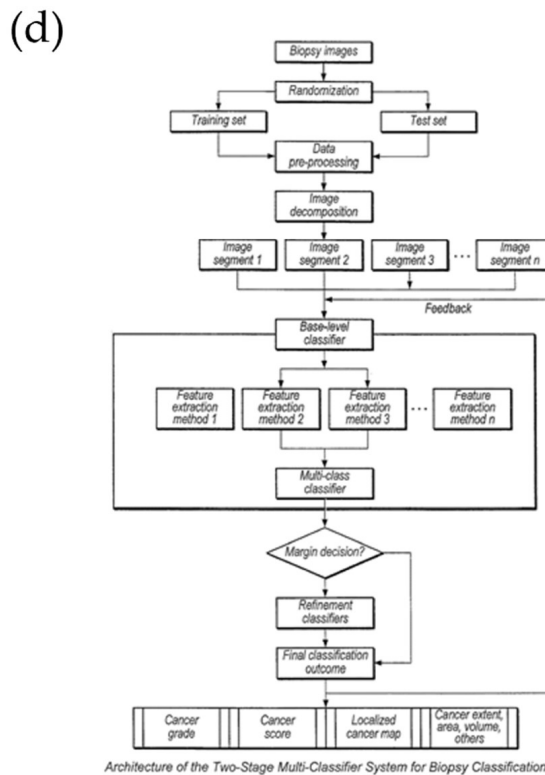 (d)
Biopsy images
Randomization
Training set
Test set
Data
pre-processing
Image
decomposition
Image
segment 1
Image
segment 2
Image
segment 3
...
Image
segment n
Feedback
Base-level
classifier
Feature
extraction
method 1
Feature
extraction
method 2
Feature
extraction
method 3
...
Feature
extraction
method n
Multi-class
classifier
Margin decision?
Refinement
classifiers
Final classification
outcome
Cancer
grade
Cancer
score
Localized
cancer map
Cancer extent,
area, volume,
others
Architecture of the Two-Stage Multi-Classifier System for Biopsy Classification